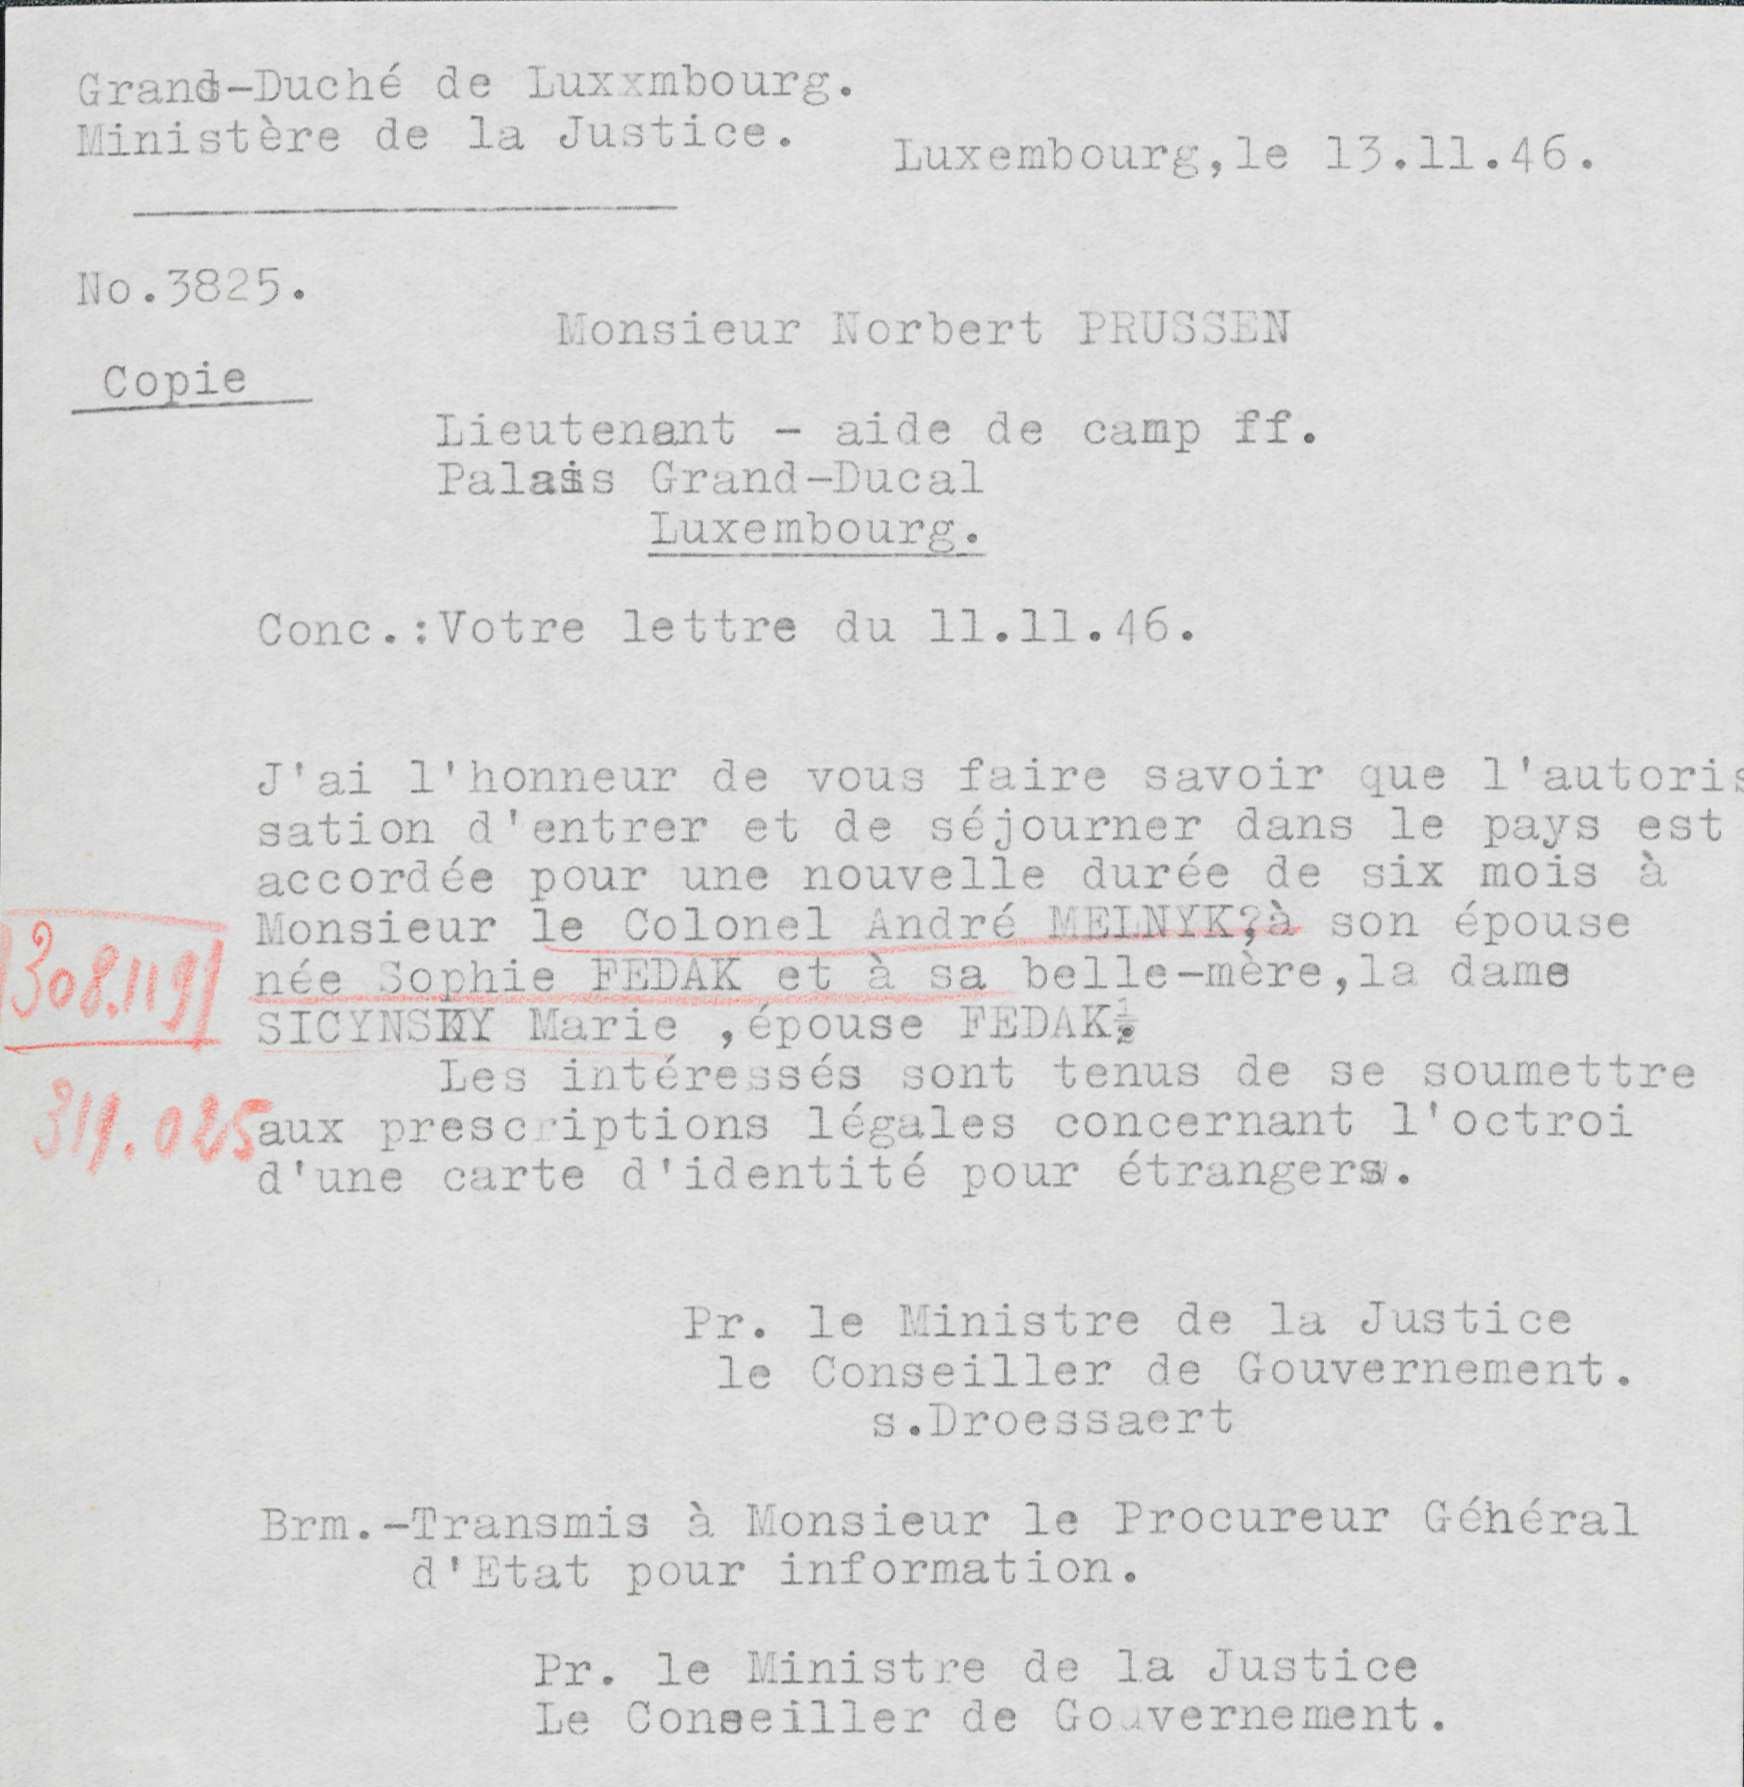 Grand-Duché de Luxxmbourg.
Ministère de la Justice.
Luxembourg,le 13.11.46.
No.3825.
Monsieur Norbert PRUSSEN
Copie
Lieutenant - aide de camp ff.
Palais Grand-Ducal
Luxembourg.
Conc.:Votre lettre du 11.11.46.
J'ai l'honneur de vous faire savoir que l'autoris
sation d'entrer et de séjourner dans le pays est
accordée pour une nouvelle durée de six mois à
Monsieur le Colonel André MELNYK,à son épouse
née Sophie FEDAK et à sa belle-mère,la dame
308.119
SICYNSKY Marie ,épouse FEDAK.
Les intéressés sont tenus de se soumettre
319.025
aux prescriptions légales concernant l'octroi
d'une carte d'identité pour étrangers.
Pr. le Ministre de la Justice
le Conseiller de Gouvernement.
s.Droessaert
Brm.-Transmis à Monsieur le Procureur Généhral
d'Etat pour information.
Pr. le Ministre de la Justice
Le Conseiller de Gouvernement.